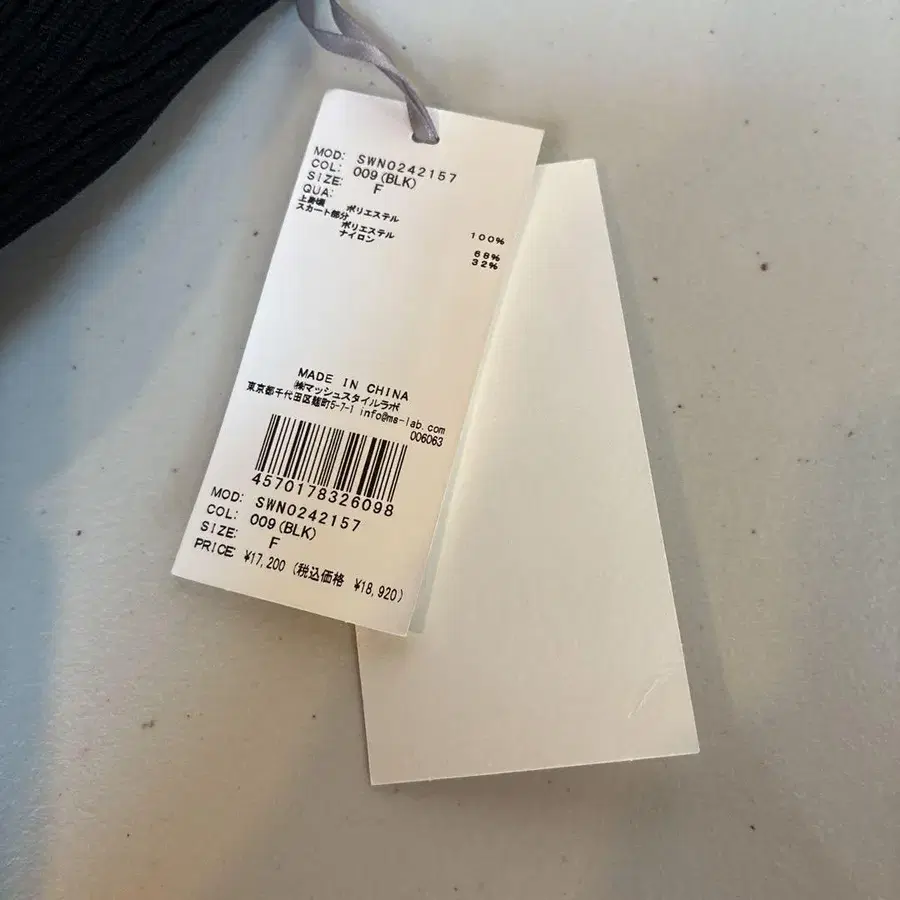 MOD: SWN0242157
COL: 009(BLK)
SIZE: F
QUA:
上身頃 ポリエステル 100%
スカート部分
ポリエステル 68%
ナイロン 32%
MADE IN CHINA
㈱マッシュスタイルラボ
東京都千代田区麹町5-7-1 info@ms-lab.com
006063
4570178326098
MOD: SWN0242157
COL: 009(BLK)
SIZE: F
PRICE: ¥17,200 (税込価格 ¥18,920)